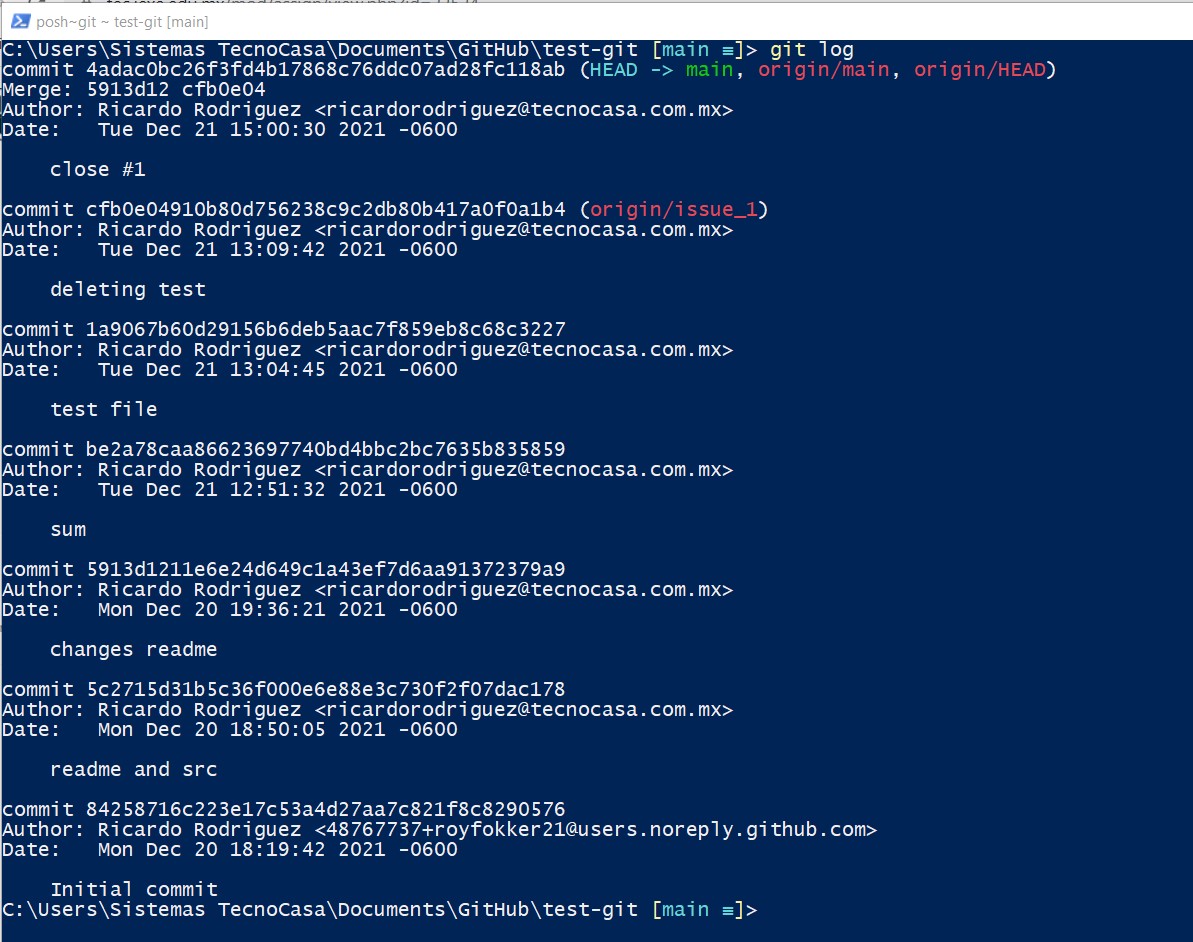 posh~git ~ test-git [main]
C:\Users\Sistemas TecnoCasa\Documents\GitHub\test-git [main ≡]> git log
commit 4adac0bc26f3fd4b17868c76ddc07ad28fc118ab (HEAD -> main, origin/main, origin/HEAD)
Merge: 5913d12 cfb0e04
Author: Ricardo Rodriguez <ricardorodriguez@tecnocasa.com.mx>
Date:   Tue Dec 21 15:00:30 2021 -0600
    close #1
commit cfb0e04910b80d756238c9c2db80b417a0f0a1b4 (origin/issue_1)
Author: Ricardo Rodriguez <ricardorodriguez@tecnocasa.com.mx>
Date:   Tue Dec 21 13:09:42 2021 -0600
    deleting test
commit 1a9067b60d29156b6deb5aac7f859eb8c68c3227
Author: Ricardo Rodriguez <ricardorodriguez@tecnocasa.com.mx>
Date:   Tue Dec 21 13:04:45 2021 -0600
    test file
commit be2a78caa86623697740bd4bbc2bc7635b835859
Author: Ricardo Rodriguez <ricardorodriguez@tecnocasa.com.mx>
Date:   Tue Dec 21 12:51:32 2021 -0600
    sum
commit 5913d1211e6e24d649c1a43ef7d6aa91372379a9
Author: Ricardo Rodriguez <ricardorodriguez@tecnocasa.com.mx>
Date:   Mon Dec 20 19:36:21 2021 -0600
    changes readme
commit 5c2715d31b5c36f000e6e88e3c730f2f07dac178
Author: Ricardo Rodriguez <ricardorodriguez@tecnocasa.com.mx>
Date:   Mon Dec 20 18:50:05 2021 -0600
    readme and src
commit 84258716c223e17c53a4d27aa7c821f8c8290576
Author: Ricardo Rodriguez <48767737+royfokker21@users.noreply.github.com>
Date:   Mon Dec 20 18:19:42 2021 -0600
    Initial commit
C:\Users\Sistemas TecnoCasa\Documents\GitHub\test-git [main ≡]>